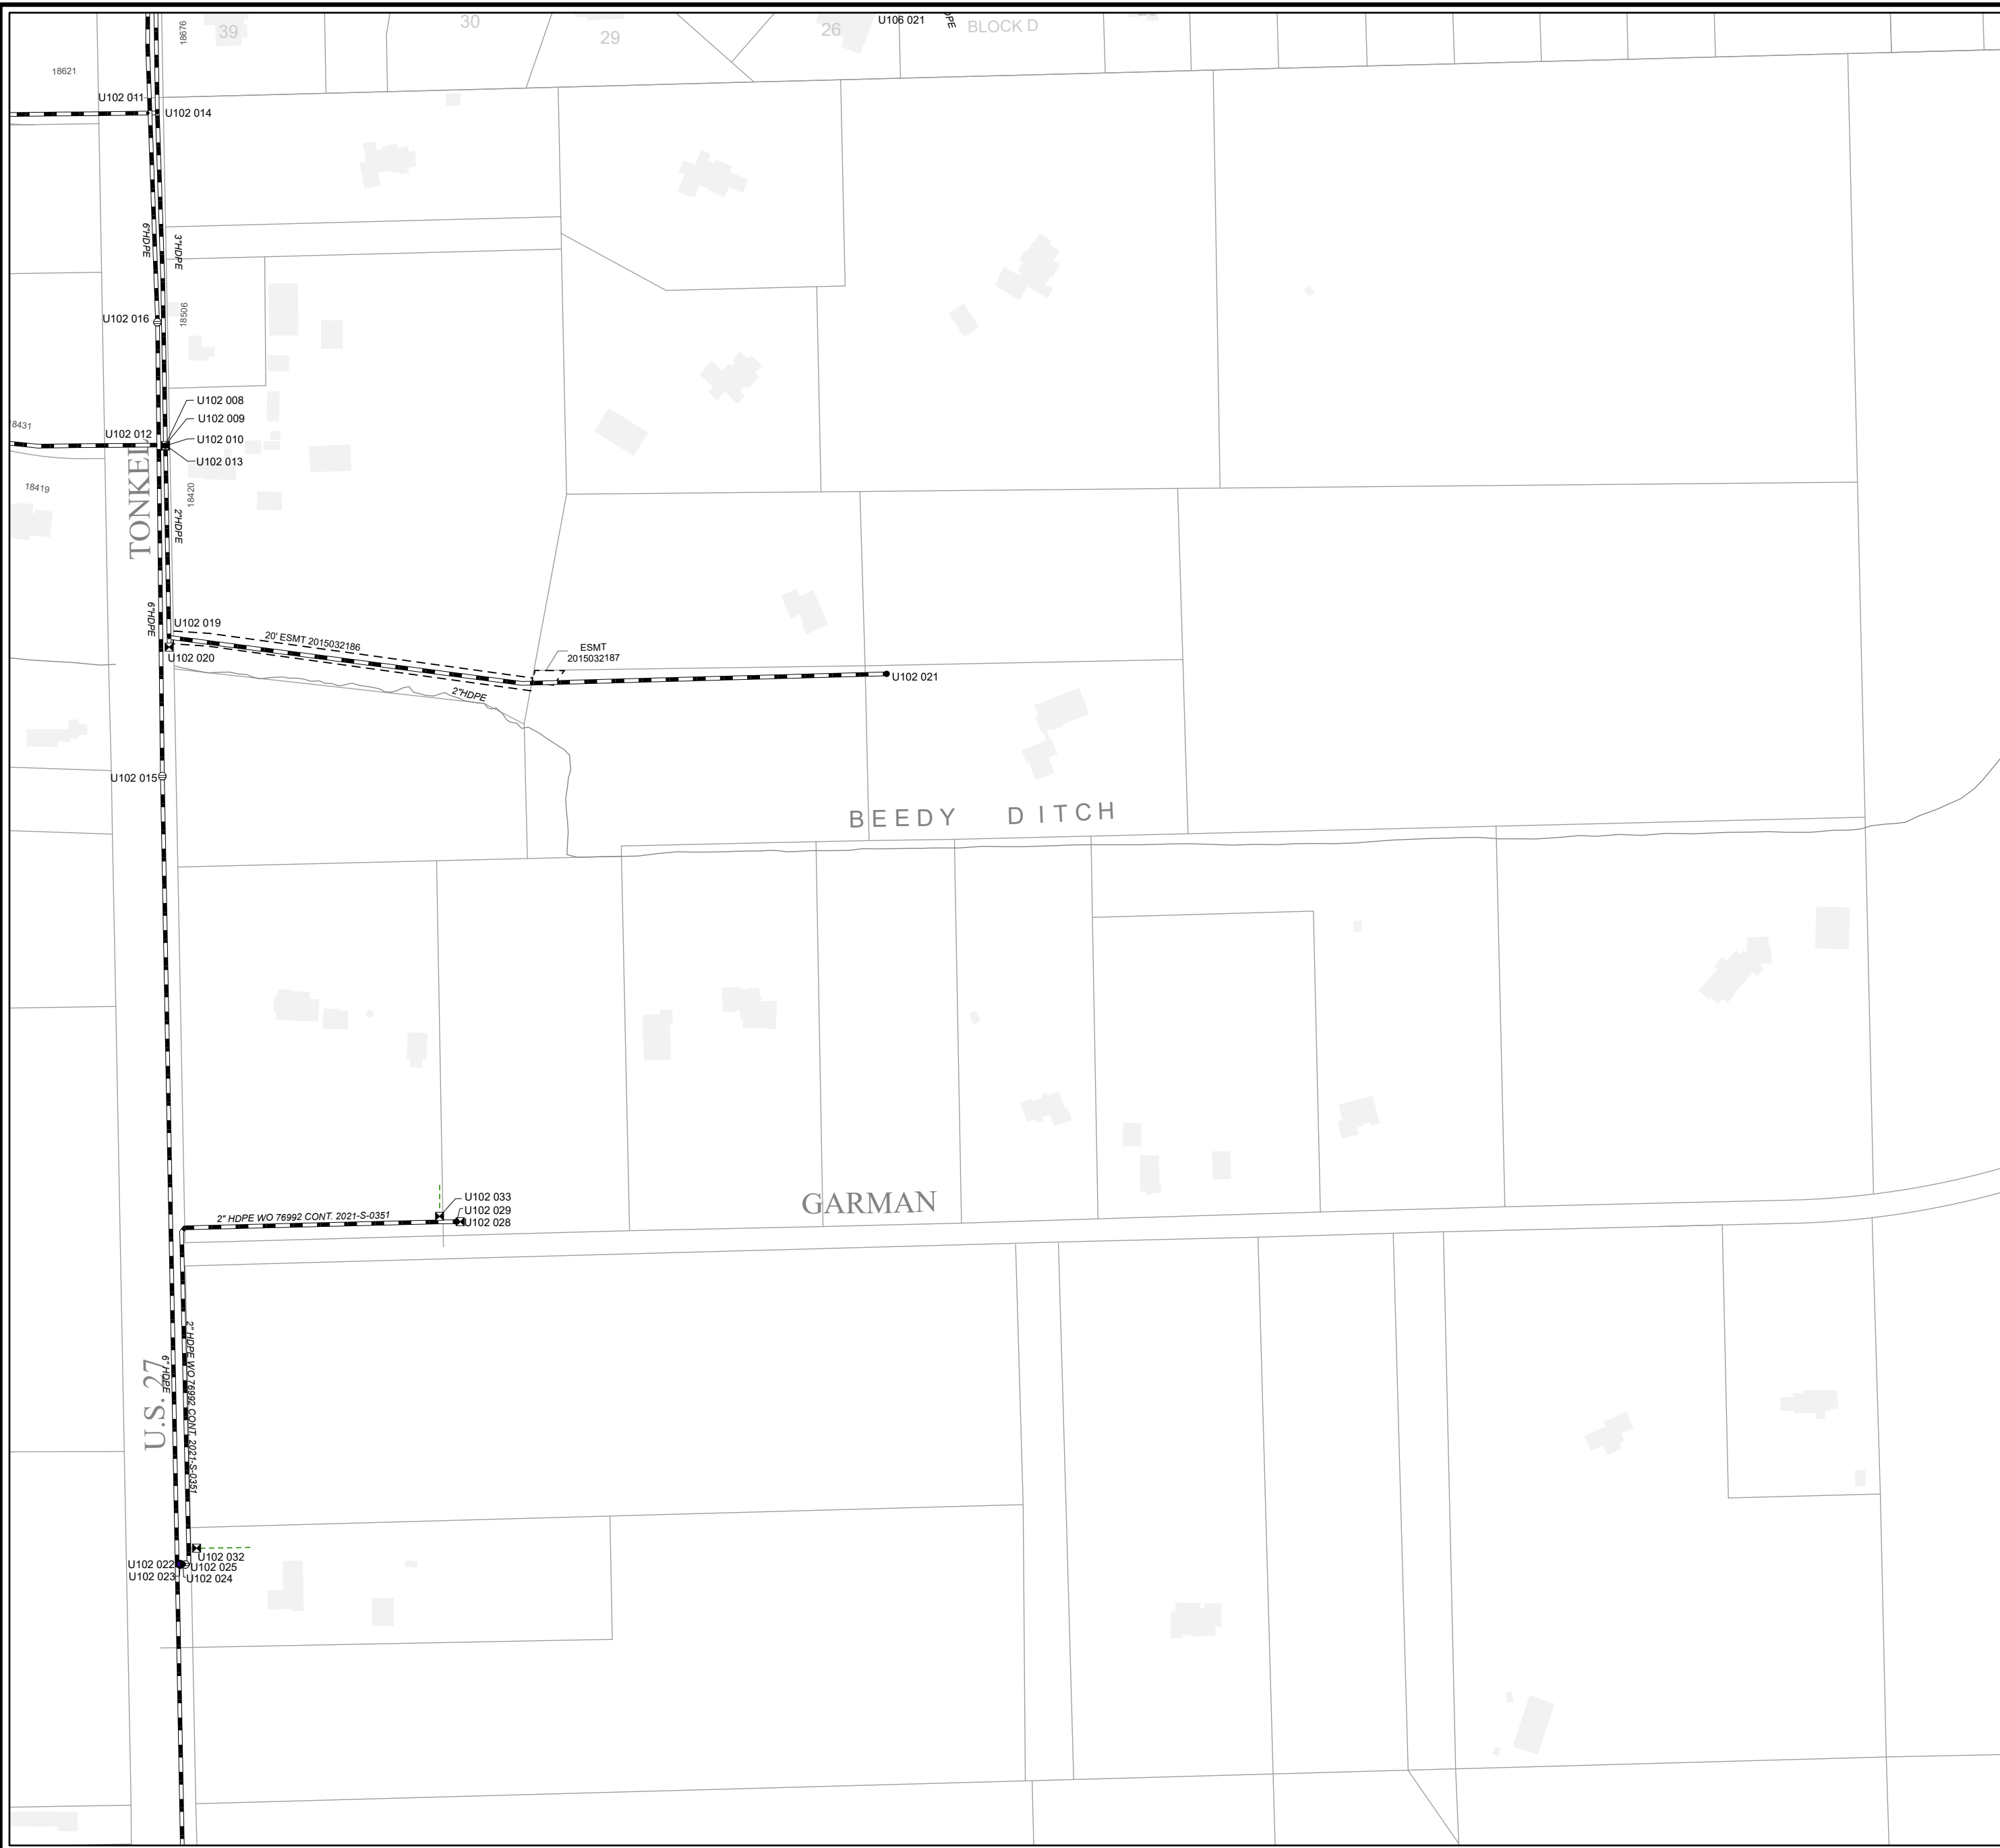 39
30
29
26
U106 021
BLOCK D
18676
18621
U102 011
U102 014
6"HDPE
3"HDPE
U102 016
18506
U102 008
U102 009
U102 010
U102 012
U102 013
8431
18419
18420
TONKEL
2"HDPE
6"HDPE
U102 019
20' ESMT 2015032186
U102 020
ESMT
2015032187
2"HDPE
U102 021
U102 015
BEEDY DITCH
U102 033
U102 029
U102 028
2" HDPE WO 76992 CONT. 2021-S-0351
GARMAN
U.S. 27
6" HDPE
2" HDPE WO 76992 CONT. 2021-S-0351
U102 032
U102 022
U102 025
U102 023
U102 024